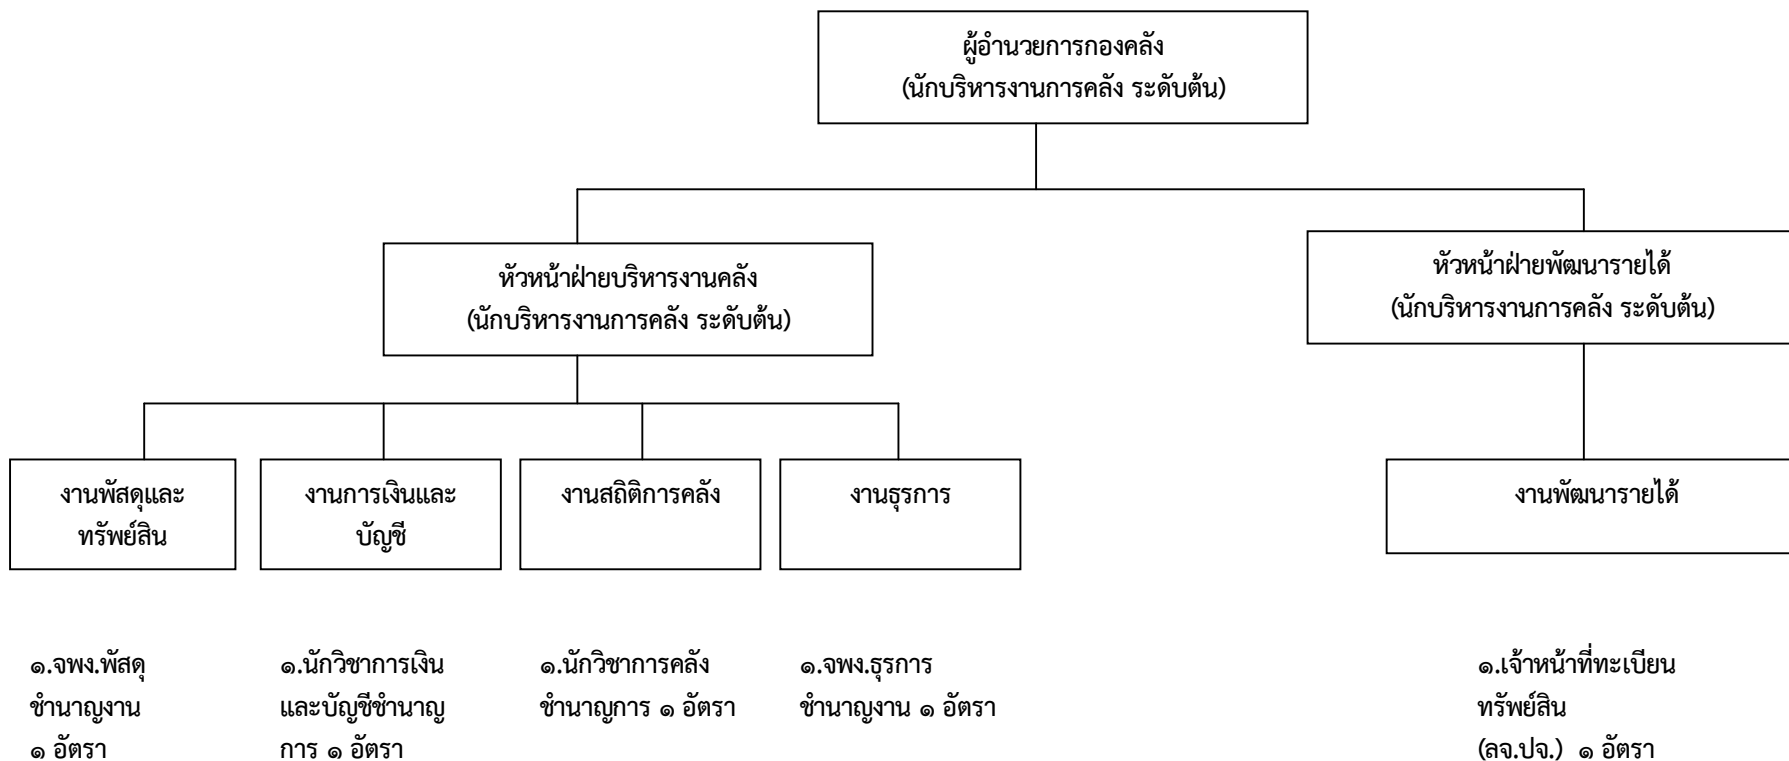 ผู้อำนวยการกองคลัง
(นักบริหารงานการคลัง ระดับต้น)
หัวหน้าฝ่ายบริหารงานคลัง
(นักบริหารงานการคลัง ระดับต้น)
หัวหน้าฝ่ายพัฒนารายได้
(นักบริหารงานการคลัง ระดับต้น)
งานพัสดุและ
ทรัพย์สิน
งานการเงินและ
บัญชี
งานสถิติการคลัง
งานธุรการ
งานพัฒนารายได้
๑.จพง.พัสดุ
ชำนาญงาน
๑ อัตรา
๑.นักวิชาการเงิน
และบัญชีชำนาญ
การ ๑ อัตรา
๑.นักวิชาการคลัง
ชำนาญการ ๑ อัตรา
๑.จพง.ธุรการ
ชำนาญงาน ๑ อัตรา
๑.เจ้าหน้าที่ทะเบียน
ทรัพย์สิน
(ลจ.ปจ.) ๑ อัตรา